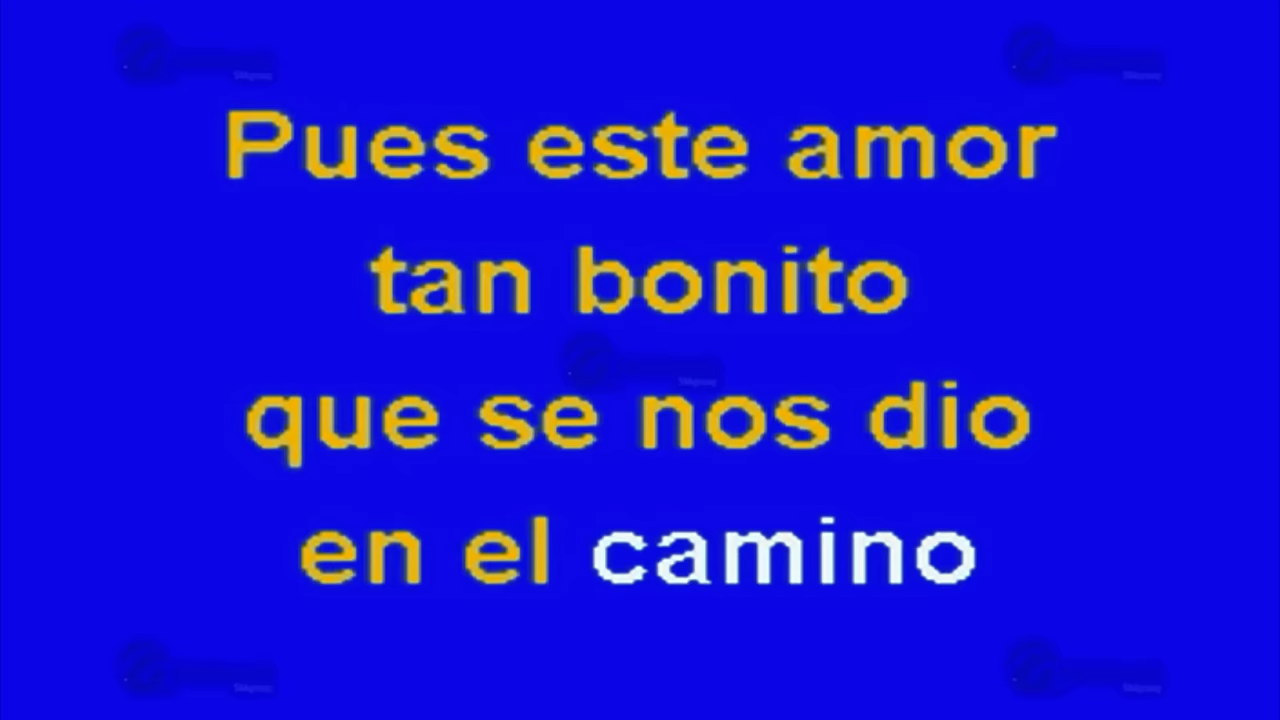 Pues este amor
tan bonito
que se nos dio
en el camino